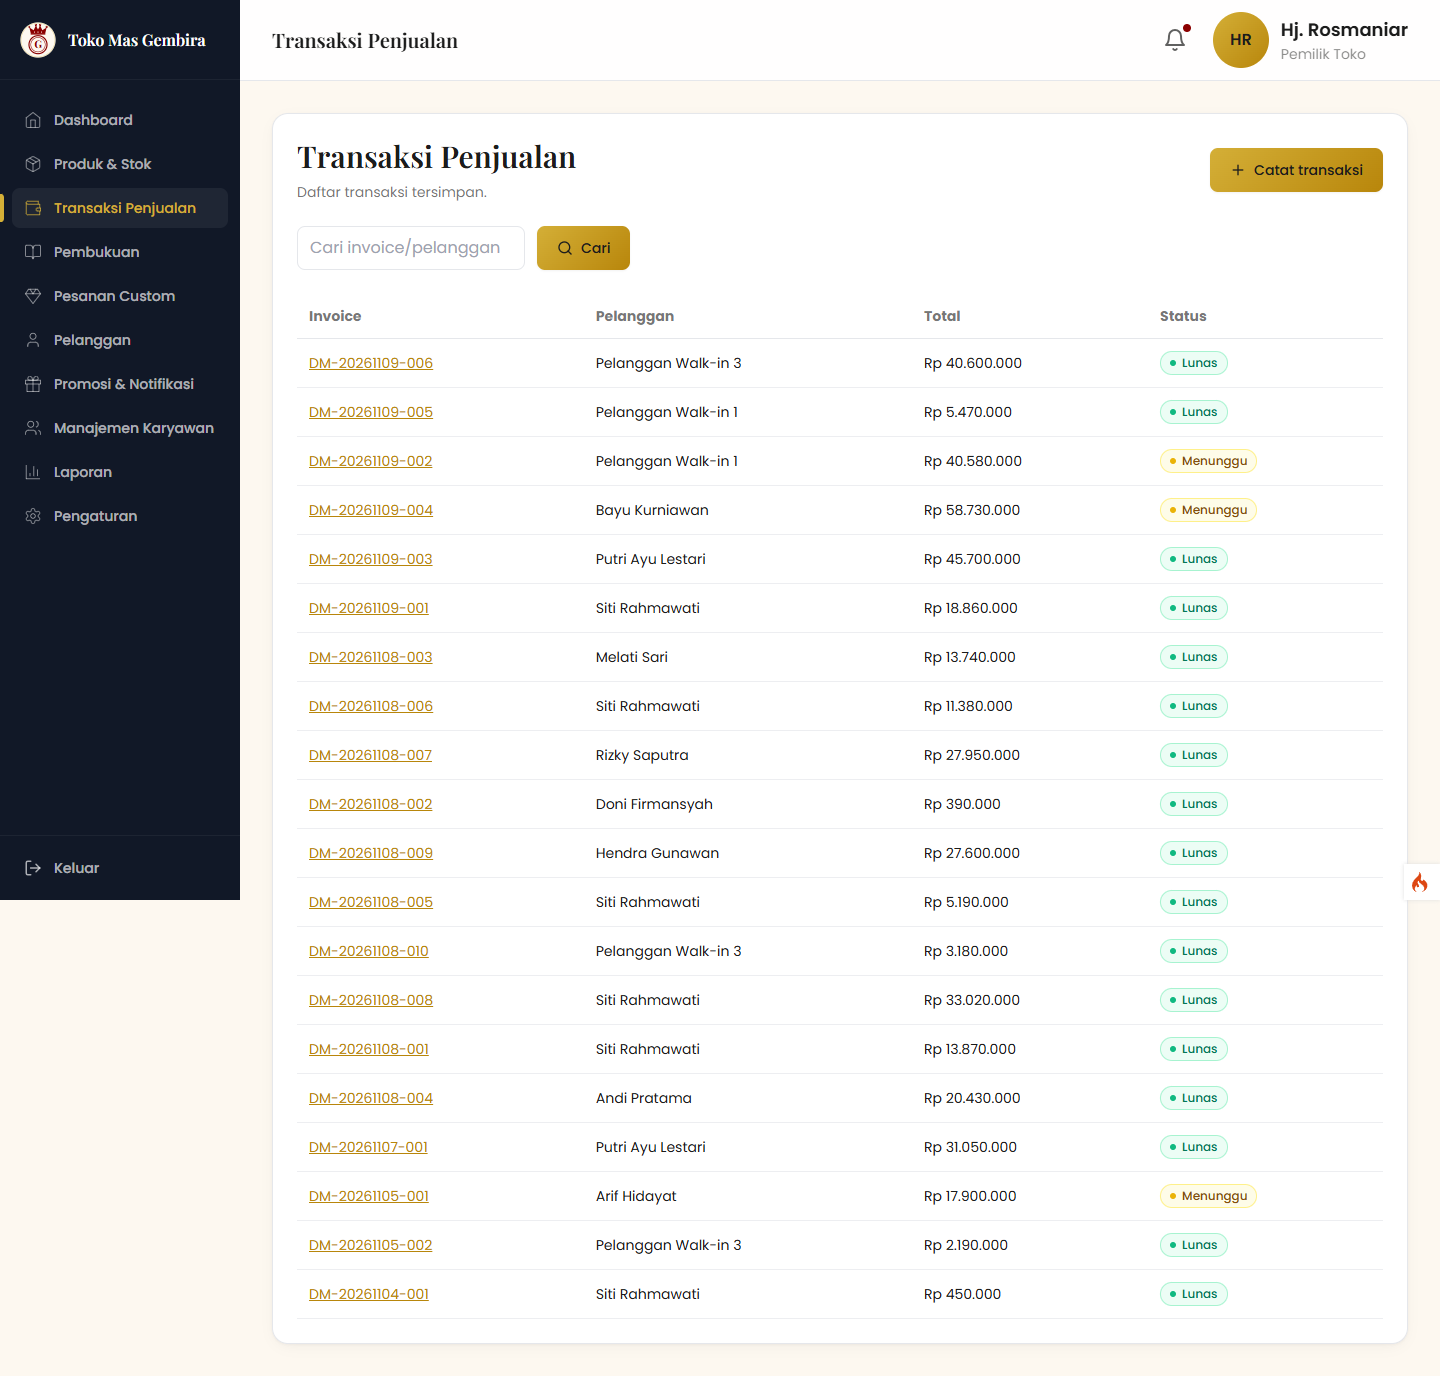 Toko Mas Gembira
Transaksi Penjualan
HR
Hj. Rosmaniar
Pemilik Toko
Dashboard
Produk & Stok
Transaksi Penjualan
Pembukuan
Pesanan Custom
Pelanggan
Promosi & Notifikasi
Manajemen Karyawan
Laporan
Pengaturan
Keluar
Transaksi Penjualan
Daftar transaksi tersimpan.
Catat transaksi
Cari invoice/pelanggan
Cari
Invoice Pelanggan Total Status
DM-20261109-006 Pelanggan Walk-in 3 Rp 40.600.000 Lunas
DM-20261109-005 Pelanggan Walk-in 1 Rp 5.470.000 Lunas
DM-20261109-002 Pelanggan Walk-in 1 Rp 40.580.000 Menunggu
DM-20261109-004 Bayu Kurniawan Rp 58.730.000 Menunggu
DM-20261109-003 Putri Ayu Lestari Rp 45.700.000 Lunas
DM-20261109-001 Siti Rahmawati Rp 18.860.000 Lunas
DM-20261108-003 Melati Sari Rp 13.740.000 Lunas
DM-20261108-006 Siti Rahmawati Rp 11.380.000 Lunas
DM-20261108-007 Rizky Saputra Rp 27.950.000 Lunas
DM-20261108-002 Doni Firmansyah Rp 390.000 Lunas
DM-20261108-009 Hendra Gunawan Rp 27.600.000 Lunas
DM-20261108-005 Siti Rahmawati Rp 5.190.000 Lunas
DM-20261108-010 Pelanggan Walk-in 3 Rp 3.180.000 Lunas
DM-20261108-008 Siti Rahmawati Rp 33.020.000 Lunas
DM-20261108-001 Siti Rahmawati Rp 13.870.000 Lunas
DM-20261108-004 Andi Pratama Rp 20.430.000 Lunas
DM-20261107-001 Putri Ayu Lestari Rp 31.050.000 Lunas
DM-20261105-001 Arif Hidayat Rp 17.900.000 Menunggu
DM-20261105-002 Pelanggan Walk-in 3 Rp 2.190.000 Lunas
DM-20261104-001 Siti Rahmawati Rp 450.000 Lunas